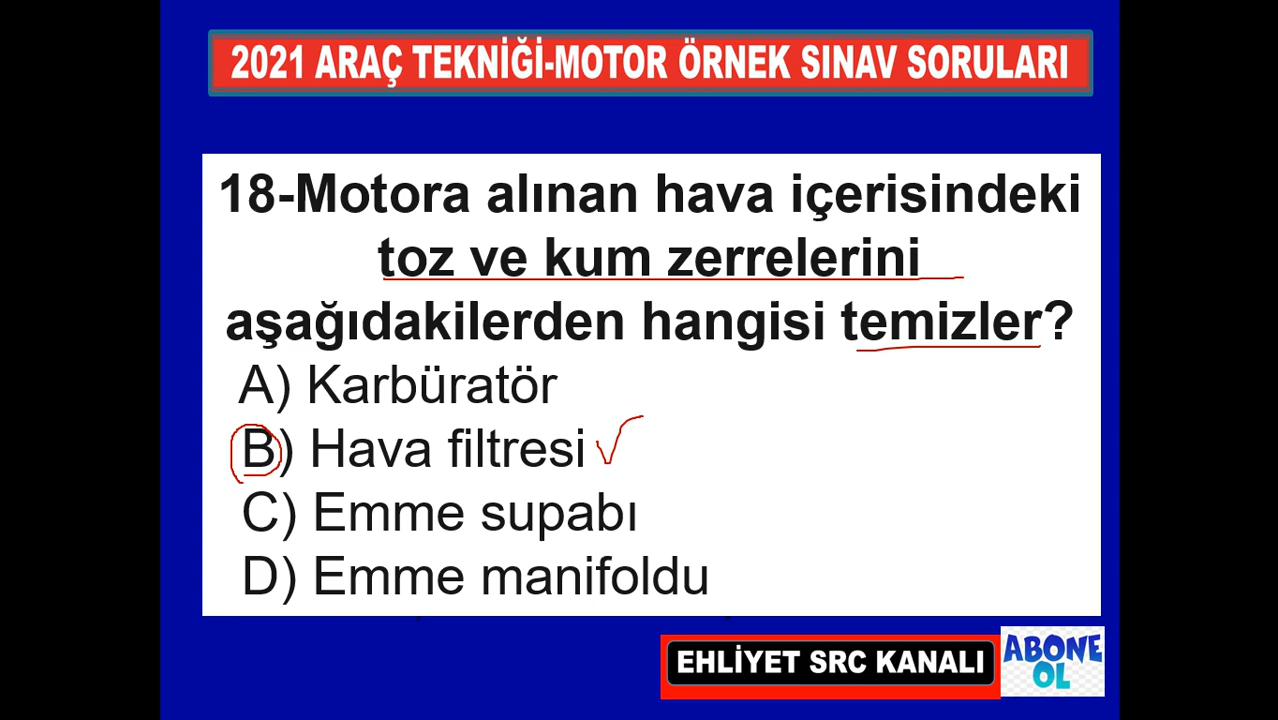 2021 ARAÇ TEKNİĞİ-MOTOR ÖRNEK SINAV SORULARI
18-Motora alınan hava içerisindeki
toz ve kum zerrelerini
aşağıdakilerden hangisi temizler?
A) Karbüratör
B) Hava filtresi
C) Emme supabı
D) Emme manifoldu
EHLİYET SRC KANALI
ABONE
OL